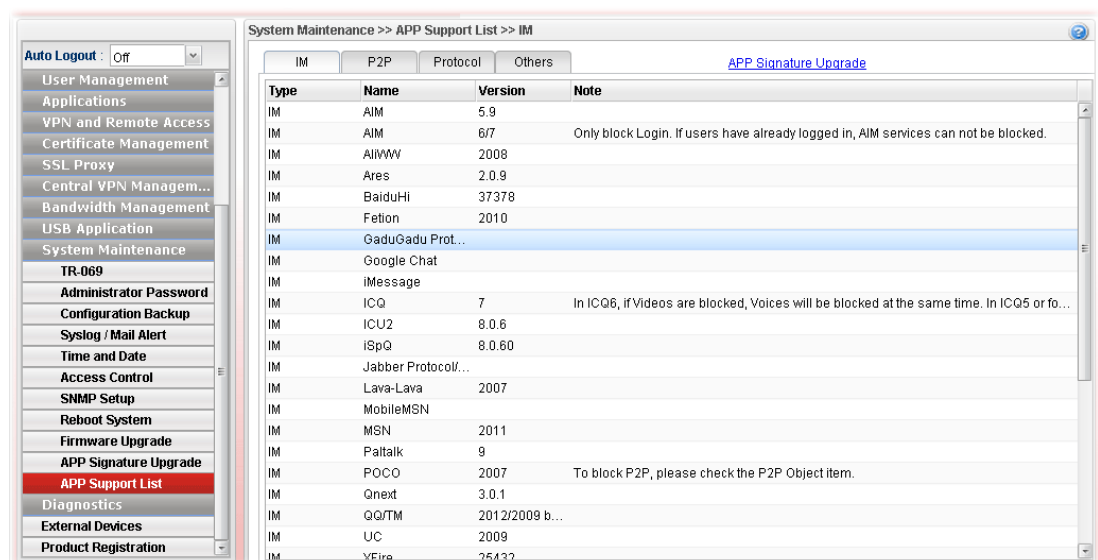 System Maintenance >> APP Support List >> IM
Auto Logout : Off
User Management
Applications
VPN and Remote Access
Certificate Management
SSL Proxy
Central VPN Managem...
Bandwidth Management
USB Application
System Maintenance
TR-069
Administrator Password
Configuration Backup
Syslog / Mail Alert
Time and Date
Access Control
SNMP Setup
Reboot System
Firmware Upgrade
APP Signature Upgrade
APP Support List
Diagnostics
External Devices
Product Registration
IM P2P Protocol Others APP Signature Upgrade
Type Name Version Note
IM AIM 5.9
IM AIM 6/7 Only block Login. If users have already logged in, AIM services can not be blocked.
IM AliWW 2008
IM Ares 2.0.9
IM BaiduHi 37378
IM Fetion 2010
IM GaduGadu Prot...
IM Google Chat
IM iMessage
IM ICQ 7 In ICQ6, if Videos are blocked, Voices will be blocked at the same time. In ICQ5 or fo...
IM ICU2 8.0.6
IM iSpQ 8.0.60
IM Jabber Protocol/...
IM Lava-Lava 2007
IM MobileMSN
IM MSN 2011
IM Paltalk 9
IM POCO 2007 To block P2P, please check the P2P Object item.
IM Qnext 3.0.1
IM QQ/TM 2012/2009 b...
IM UC 2009
IM XFire 25432